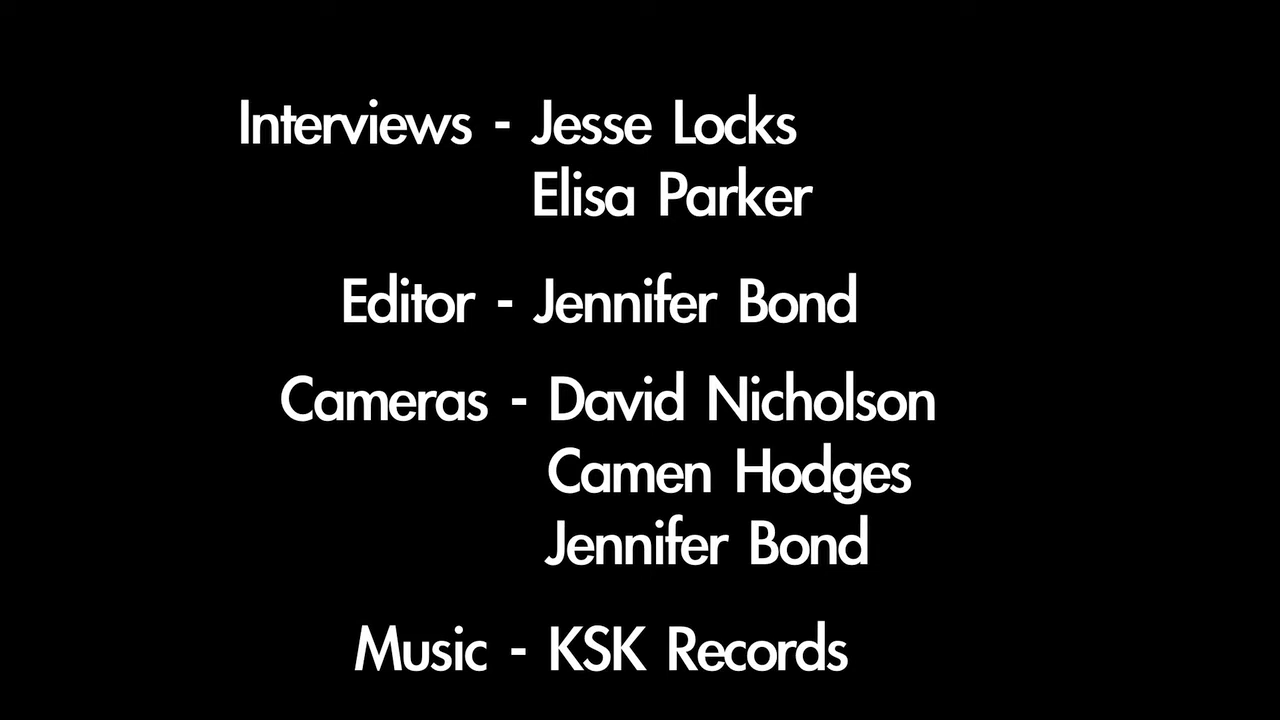 Interviews - Jesse Locks
Elisa Parker
Editor - Jennifer Bond
Cameras - David Nicholson
Camen Hodges
Jennifer Bond
Music - KSK Records